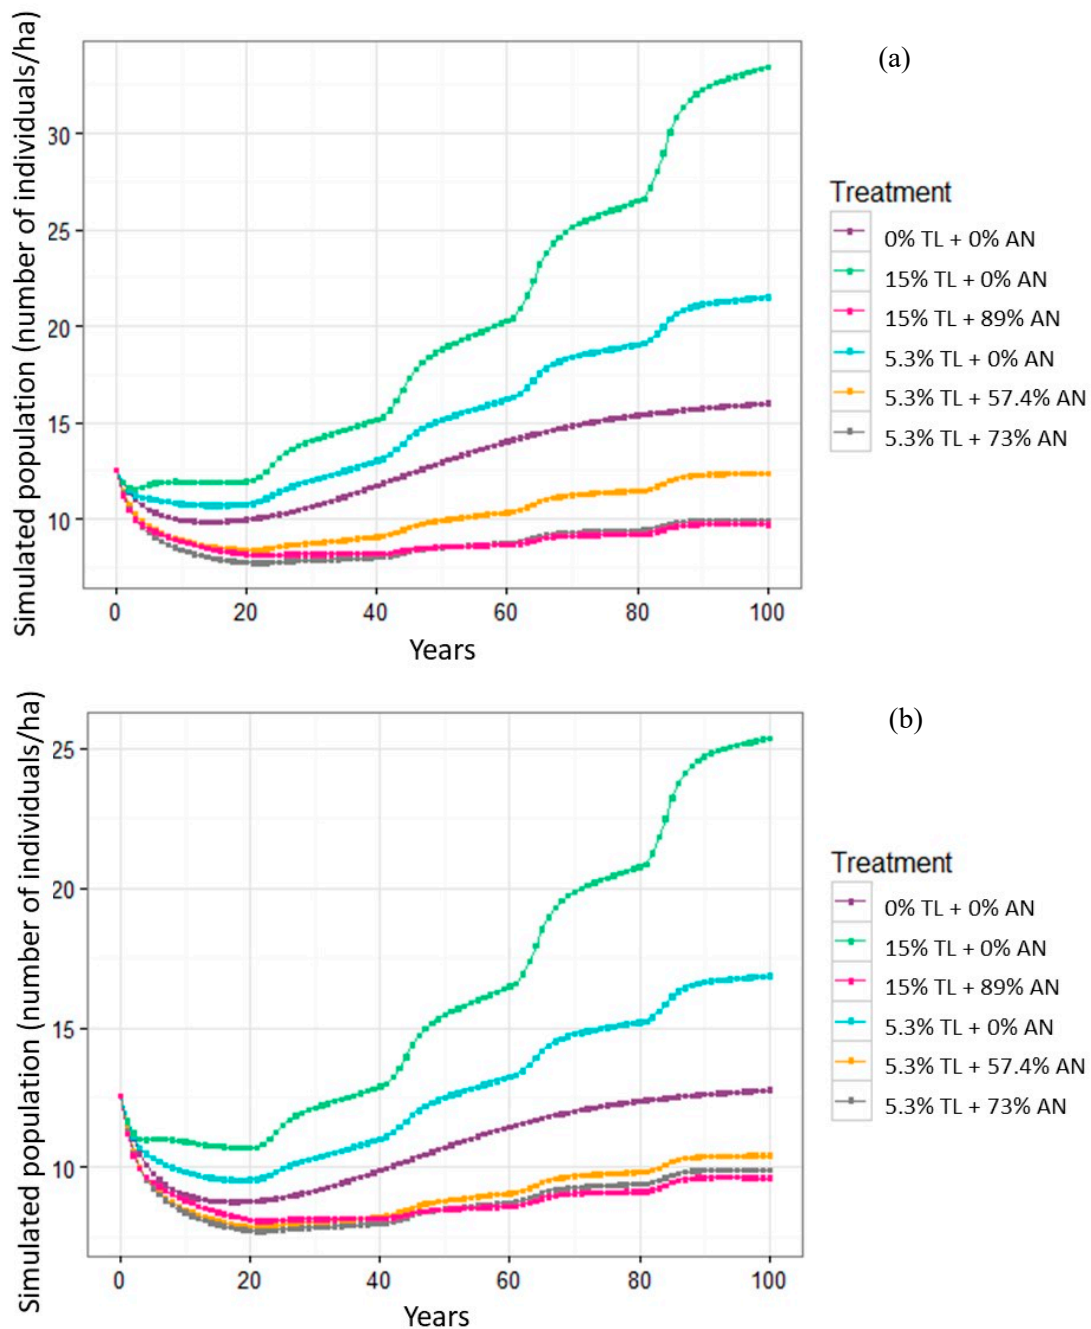 (a)
Simulated population (number of individuals/ha)
30
25
20
15
10
0
20
40
60
80
100
Years
Treatment
0% TL + 0% AN
15% TL + 0% AN
15% TL + 89% AN
5.3% TL + 0% AN
5.3% TL + 57.4% AN
5.3% TL + 73% AN
(b)
Simulated population (number of individuals/ha)
25
20
15
10
0
20
40
60
80
100
Years
Treatment
0% TL + 0% AN
15% TL + 0% AN
15% TL + 89% AN
5.3% TL + 0% AN
5.3% TL + 57.4% AN
5.3% TL + 73% AN